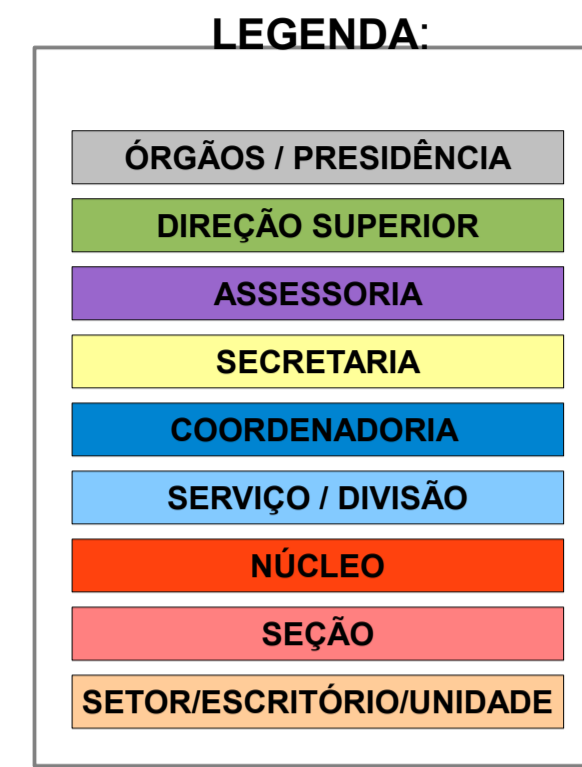 LEGENDA:
ÓRGÃOS / PRESIDÊNCIA
DIREÇÃO SUPERIOR
ASSESSORIA
SECRETARIA
COORDENADORIA
SERVIÇO / DIVISÃO
NÚCLEO
SEÇÃO
SETOR/ESCRITÓRIO/UNIDADE